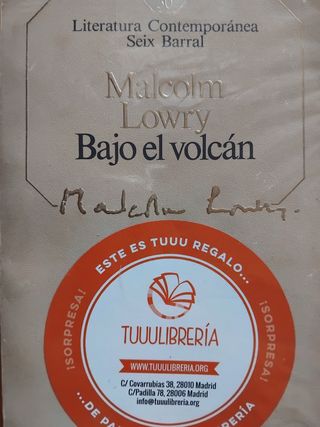 Literatura Contemporánea
Seix Barral
Malcolm
Lowry
Bajo el volcán
Malcolm Lowry.
ESTE ES TUUU REGALO...
¡SORPRESA!
¡SORPRESA!
TUUULIBRERÍA
WWW.TUUULIBRERIA.ORG
C/ Covarrubias 38, 28010 Madrid
C/Padilla 78, 28006 Madrid
info@tuuulibreria.org
...DE